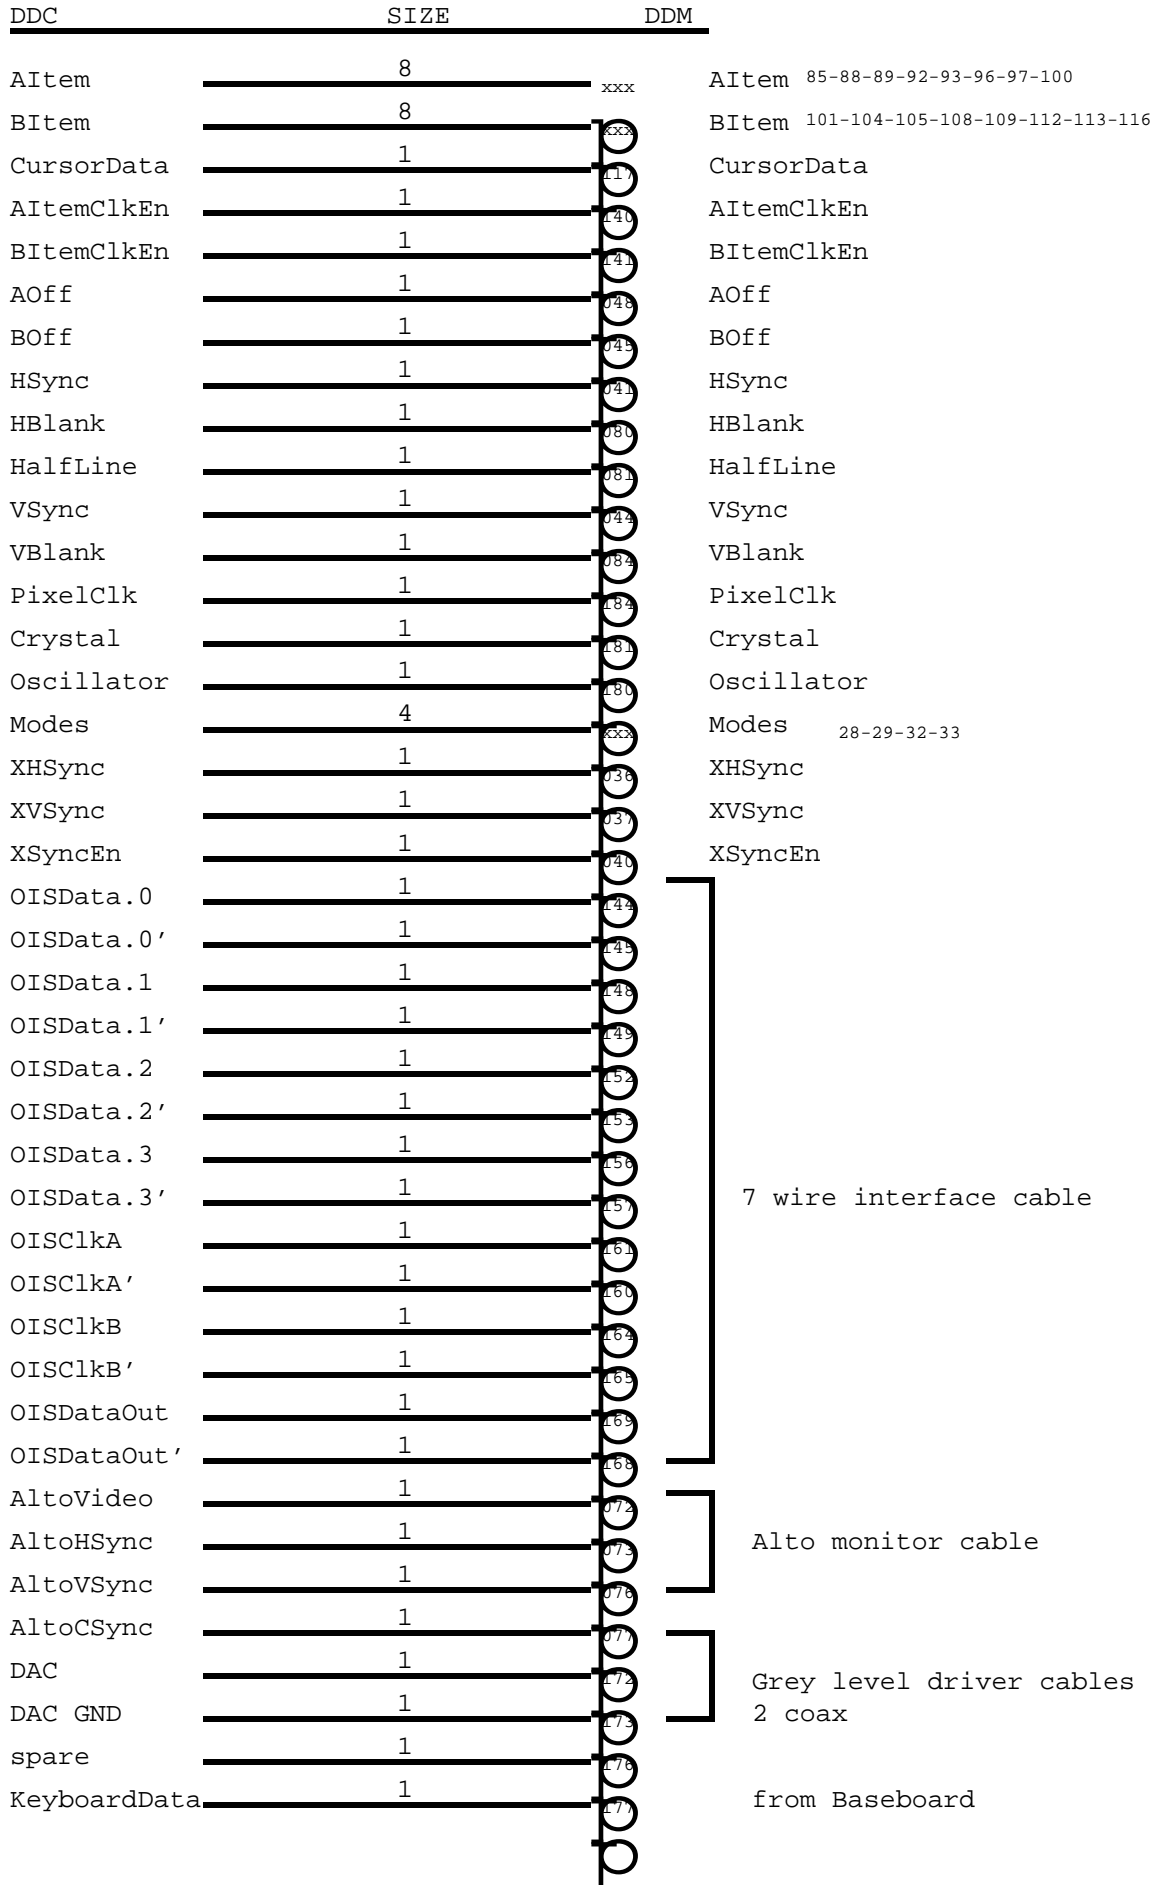 DDC SIZE DDM
AItem 8 xxx AItem 85-88-89-92-93-96-97-100
BItem 8 xxx BItem 101-104-105-108-109-112-113-116
CursorData 1 117 CursorData
AItemClkEn 1 140 AItemClkEn
BItemClkEn 1 141 BItemClkEn
AOff 1 048 AOff
BOff 1 045 BOff
HSync 1 041 HSync
HBlank 1 080 HBlank
HalfLine 1 081 HalfLine
VSync 1 044 VSync
VBlank 1 084 VBlank
PixelClk 1 184 PixelClk
Crystal 1 181 Crystal
Oscillator 1 180 Oscillator
Modes 4 xxx Modes 28-29-32-33
XHSync 1 036 XHSync
XVSync 1 037 XVSync
XSyncEn 1 040 XSyncEn
OISData.0 1 144
OISData.0' 1 145
OISData.1 1 148
OISData.1' 1 149
OISData.2 1 152
OISData.2' 1 153
OISData.3 1 156
OISData.3' 1 157 7 wire interface cable
OISClkA 1 161
OISClkA' 1 160
OISClkB 1 164
OISClkB' 1 165
OISDataOut 1 169
OISDataOut' 1 168
AltoVideo 1 072
AltoHSync 1 073 Alto monitor cable
AltoVSync 1 076
AltoCSync 1 077
DAC 1 172 Grey level driver cables
DAC GND 1 173 2 coax
spare 1 176
KeyboardData 1 177 from Baseboard